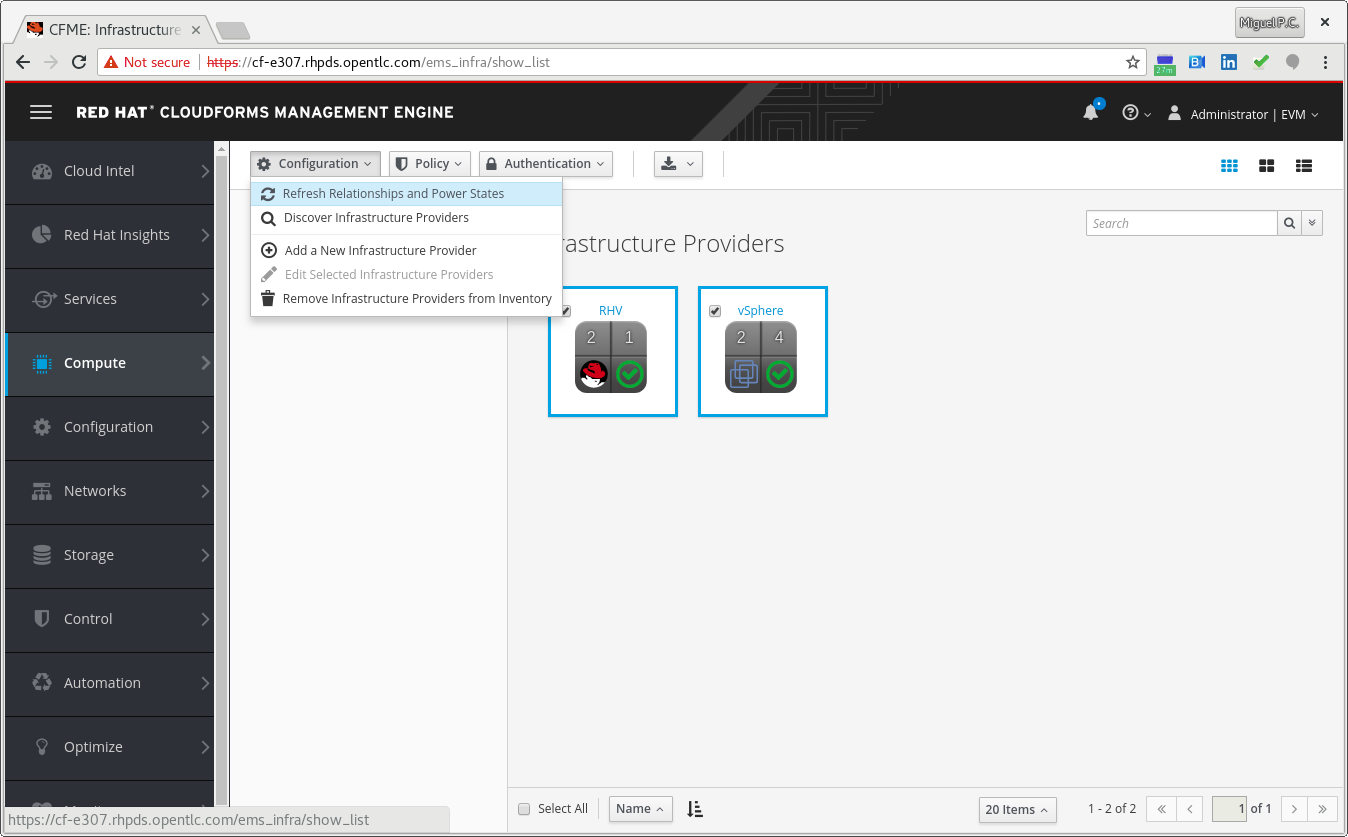 CFME: Infrastructure
Miguel P.C.
Not secure https://cf-e307.rhpds.opentlc.com/ems_infra/show_list
27m
B
in
RED HAT® CLOUDFORMS MANAGEMENT ENGINE
Administrator | EVM
Cloud Intel
Red Hat Insights
Services
Compute
Configuration
Networks
Storage
Control
Automation
Optimize
Configuration Policy Authentication
Refresh Relationships and Power States
Discover Infrastructure Providers
Add a New Infrastructure Provider
Edit Selected Infrastructure Providers
Remove Infrastructure Providers from Inventory
Search
rastructure Providers
RHV
2 1
vSphere
2 4
Select All Name 20 Items 1 - 2 of 2 1 of 1
https://cf-e307.rhpds.opentlc.com/ems_infra/show_list